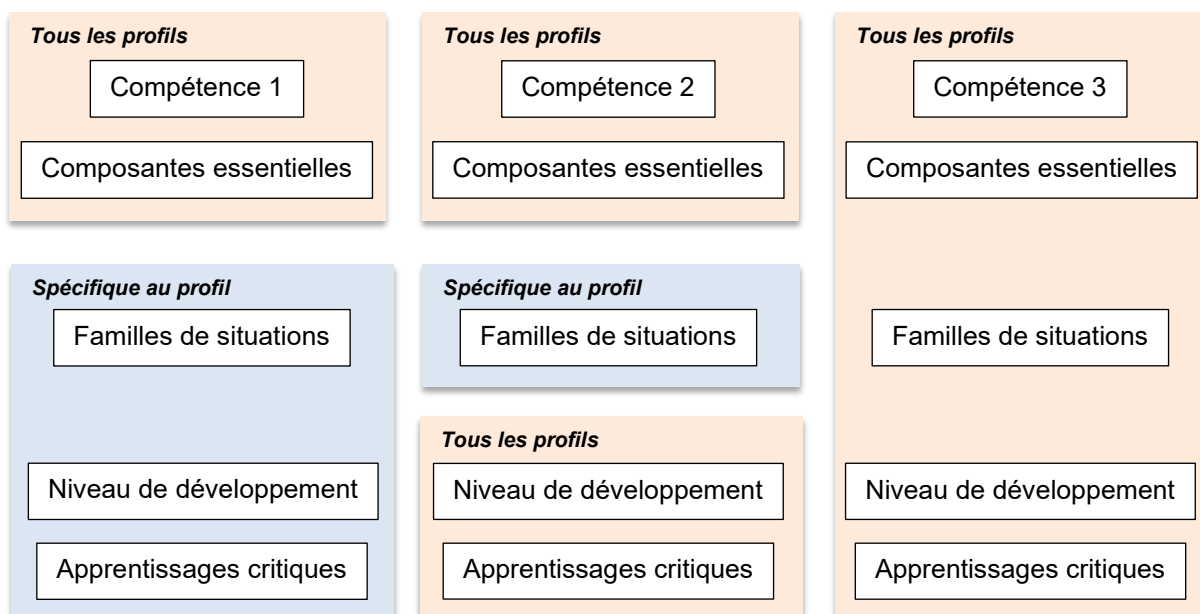 Tous les profils
Compétence 1
Composantes essentielles
Spécifique au profil
Familles de situations
Niveau de développement
Apprentissages critiques
Tous les profils
Compétence 2
Composantes essentielles
Spécifique au profil
Familles de situations
Tous les profils
Niveau de développement
Apprentissages critiques
Tous les profils
Compétence 3
Composantes essentielles
Familles de situations
Niveau de développement
Apprentissages critiques